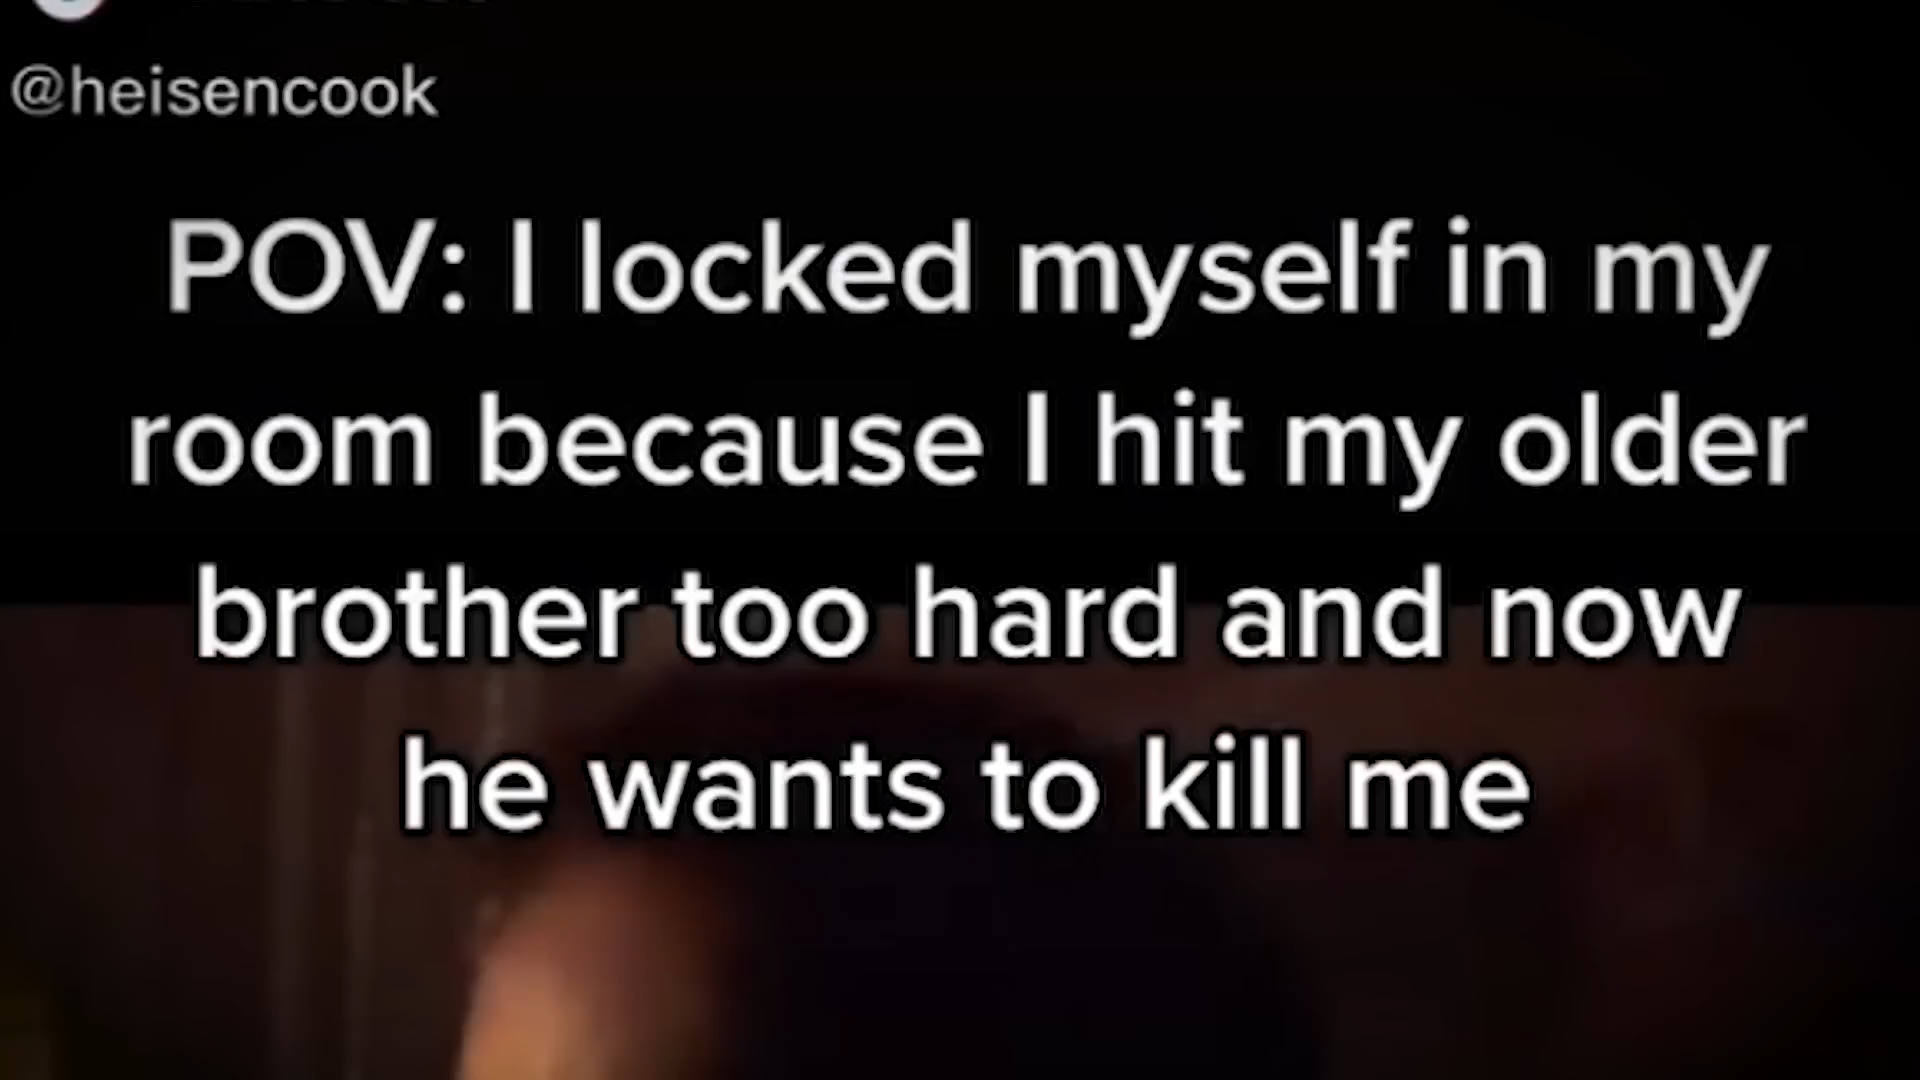 @heisencook
POV: I locked myself in my
room because I hit my older
brother too hard and now
he wants to kill me